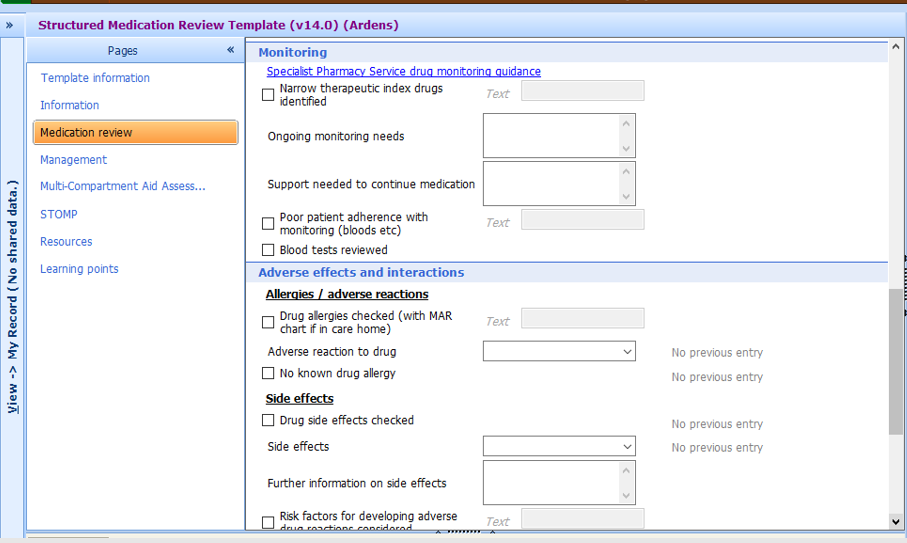 »
Structured Medication Review Template (v14.0) (Ardens)
Pages «
Template information
Information
Medication review
Management
Multi-Compartment Aid Assess...
STOMP
Resources
Learning points
View --> My Record (No shared data.)
Monitoring
Specialist Pharmacy Service drug monitoring guidance
Narrow therapeutic index drugs
identified
Text
Ongoing monitoring needs
Support needed to continue medication
Poor patient adherence with
monitoring (bloods etc)
Text
Blood tests reviewed
Adverse effects and interactions
Allergies / adverse reactions
Drug allergies checked (with MAR
chart if in care home)
Text
Adverse reaction to drug No previous entry
No known drug allergy No previous entry
Side effects
Drug side effects checked No previous entry
Side effects No previous entry
Further information on side effects
Risk factors for developing adverse
drug reactions considered
Text